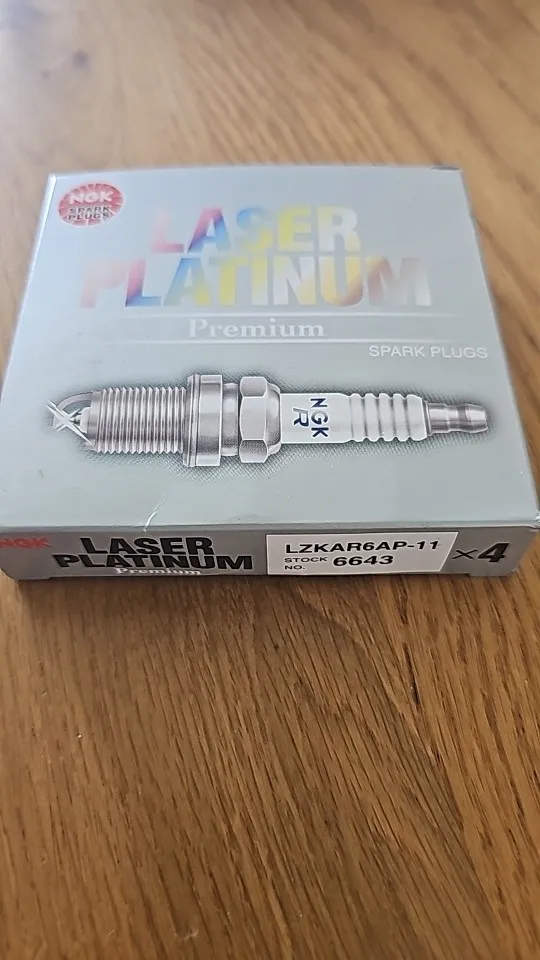 NGK
SPARK
PLUGS
LASER
PLATINUM
Premium
SPARK PLUGS
NGK
R
NGK
LASER
PLATINUM
Premium
LZKAR6AP-11
STOCK NO. 6643
×4